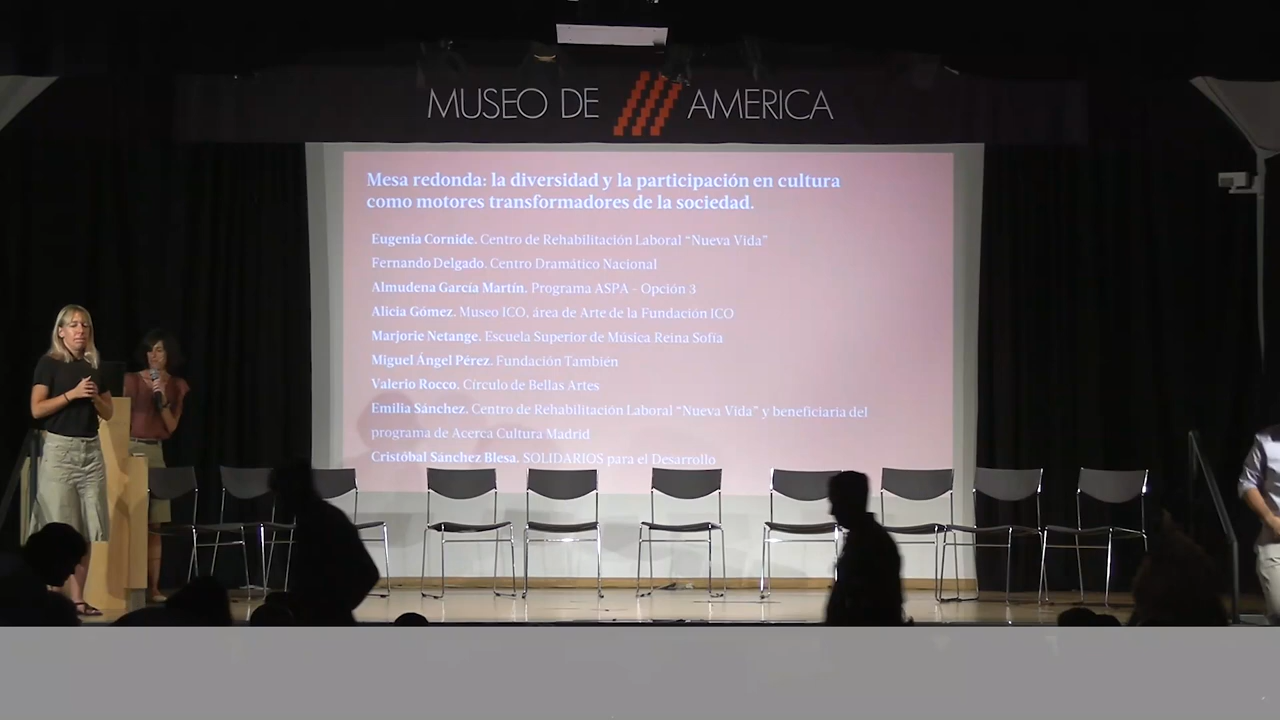 MUSEO DE AMERICA
Mesa redonda: la diversidad y la participación en cultura
como motores transformadores de la sociedad.
Eugenia Cornide. Centro de Rehabilitación Laboral “Nueva Vida”
Fernando Delgado. Centro Dramático Nacional
Almudena García Martín. Programa ASPA - Opción 3
Alicia Gómez. Museo ICO, área de Arte de la Fundación ICO
Marjorie Netange. Escuela Superior de Música Reina Sofía
Miguel Ángel Pérez. Fundación También
Valerio Rocco. Círculo de Bellas Artes
Emilia Sánchez. Centro de Rehabilitación Laboral “Nueva Vida” y beneficiaria del
programa de Acerca Cultura Madrid
Cristóbal Sánchez Blesa. SOLIDARIOS para el Desarrollo